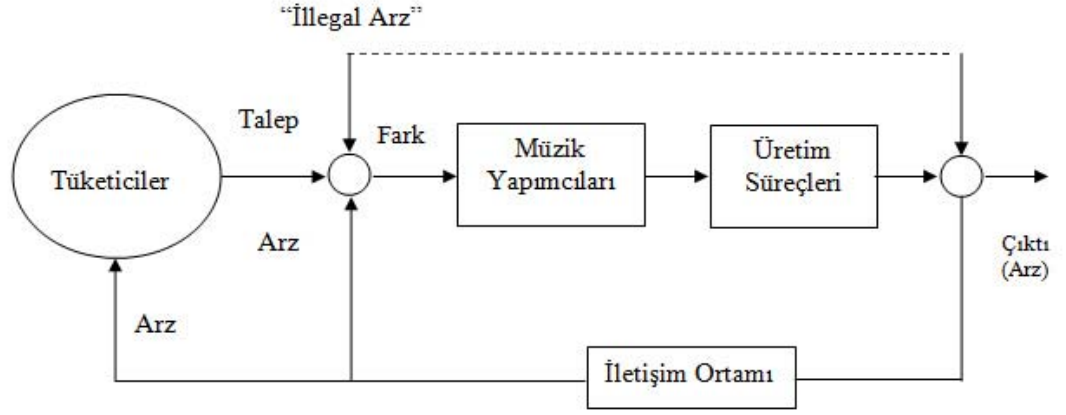 “İllegal Arz”
Talep
Fark
Tüketiciler
Müzik
Yapımcıları
Üretim
Süreçleri
Arz
Çıktı
(Arz)
Arz
İletişim Ortamı